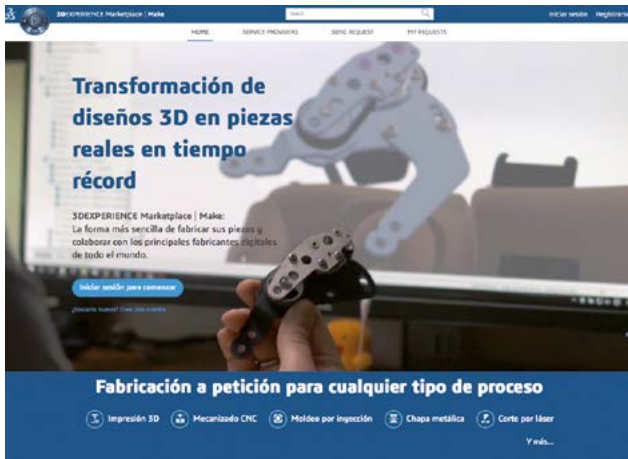 3DEXPERIENCE Marketplace | Make
Search
Iniciar sesión Registrarse
HOME SERVICE PROVIDERS SEND REQUEST MY REQUESTS
Transformación de
diseños 3D en piezas
reales en tiempo
récord
3DEXPERIENCE Marketplace | Make:
La forma más sencilla de fabricar sus piezas y
colaborar con los principales fabricantes digitales
de todo el mundo.
Iniciar sesión para comenzar
¿Usuario nuevo? Cree una cuenta
Fabricación a petición para cualquier tipo de proceso
Impresión 3D Mecanizado CNC Moldeo por inyección Chapa metálica Corte por láser
Y más...